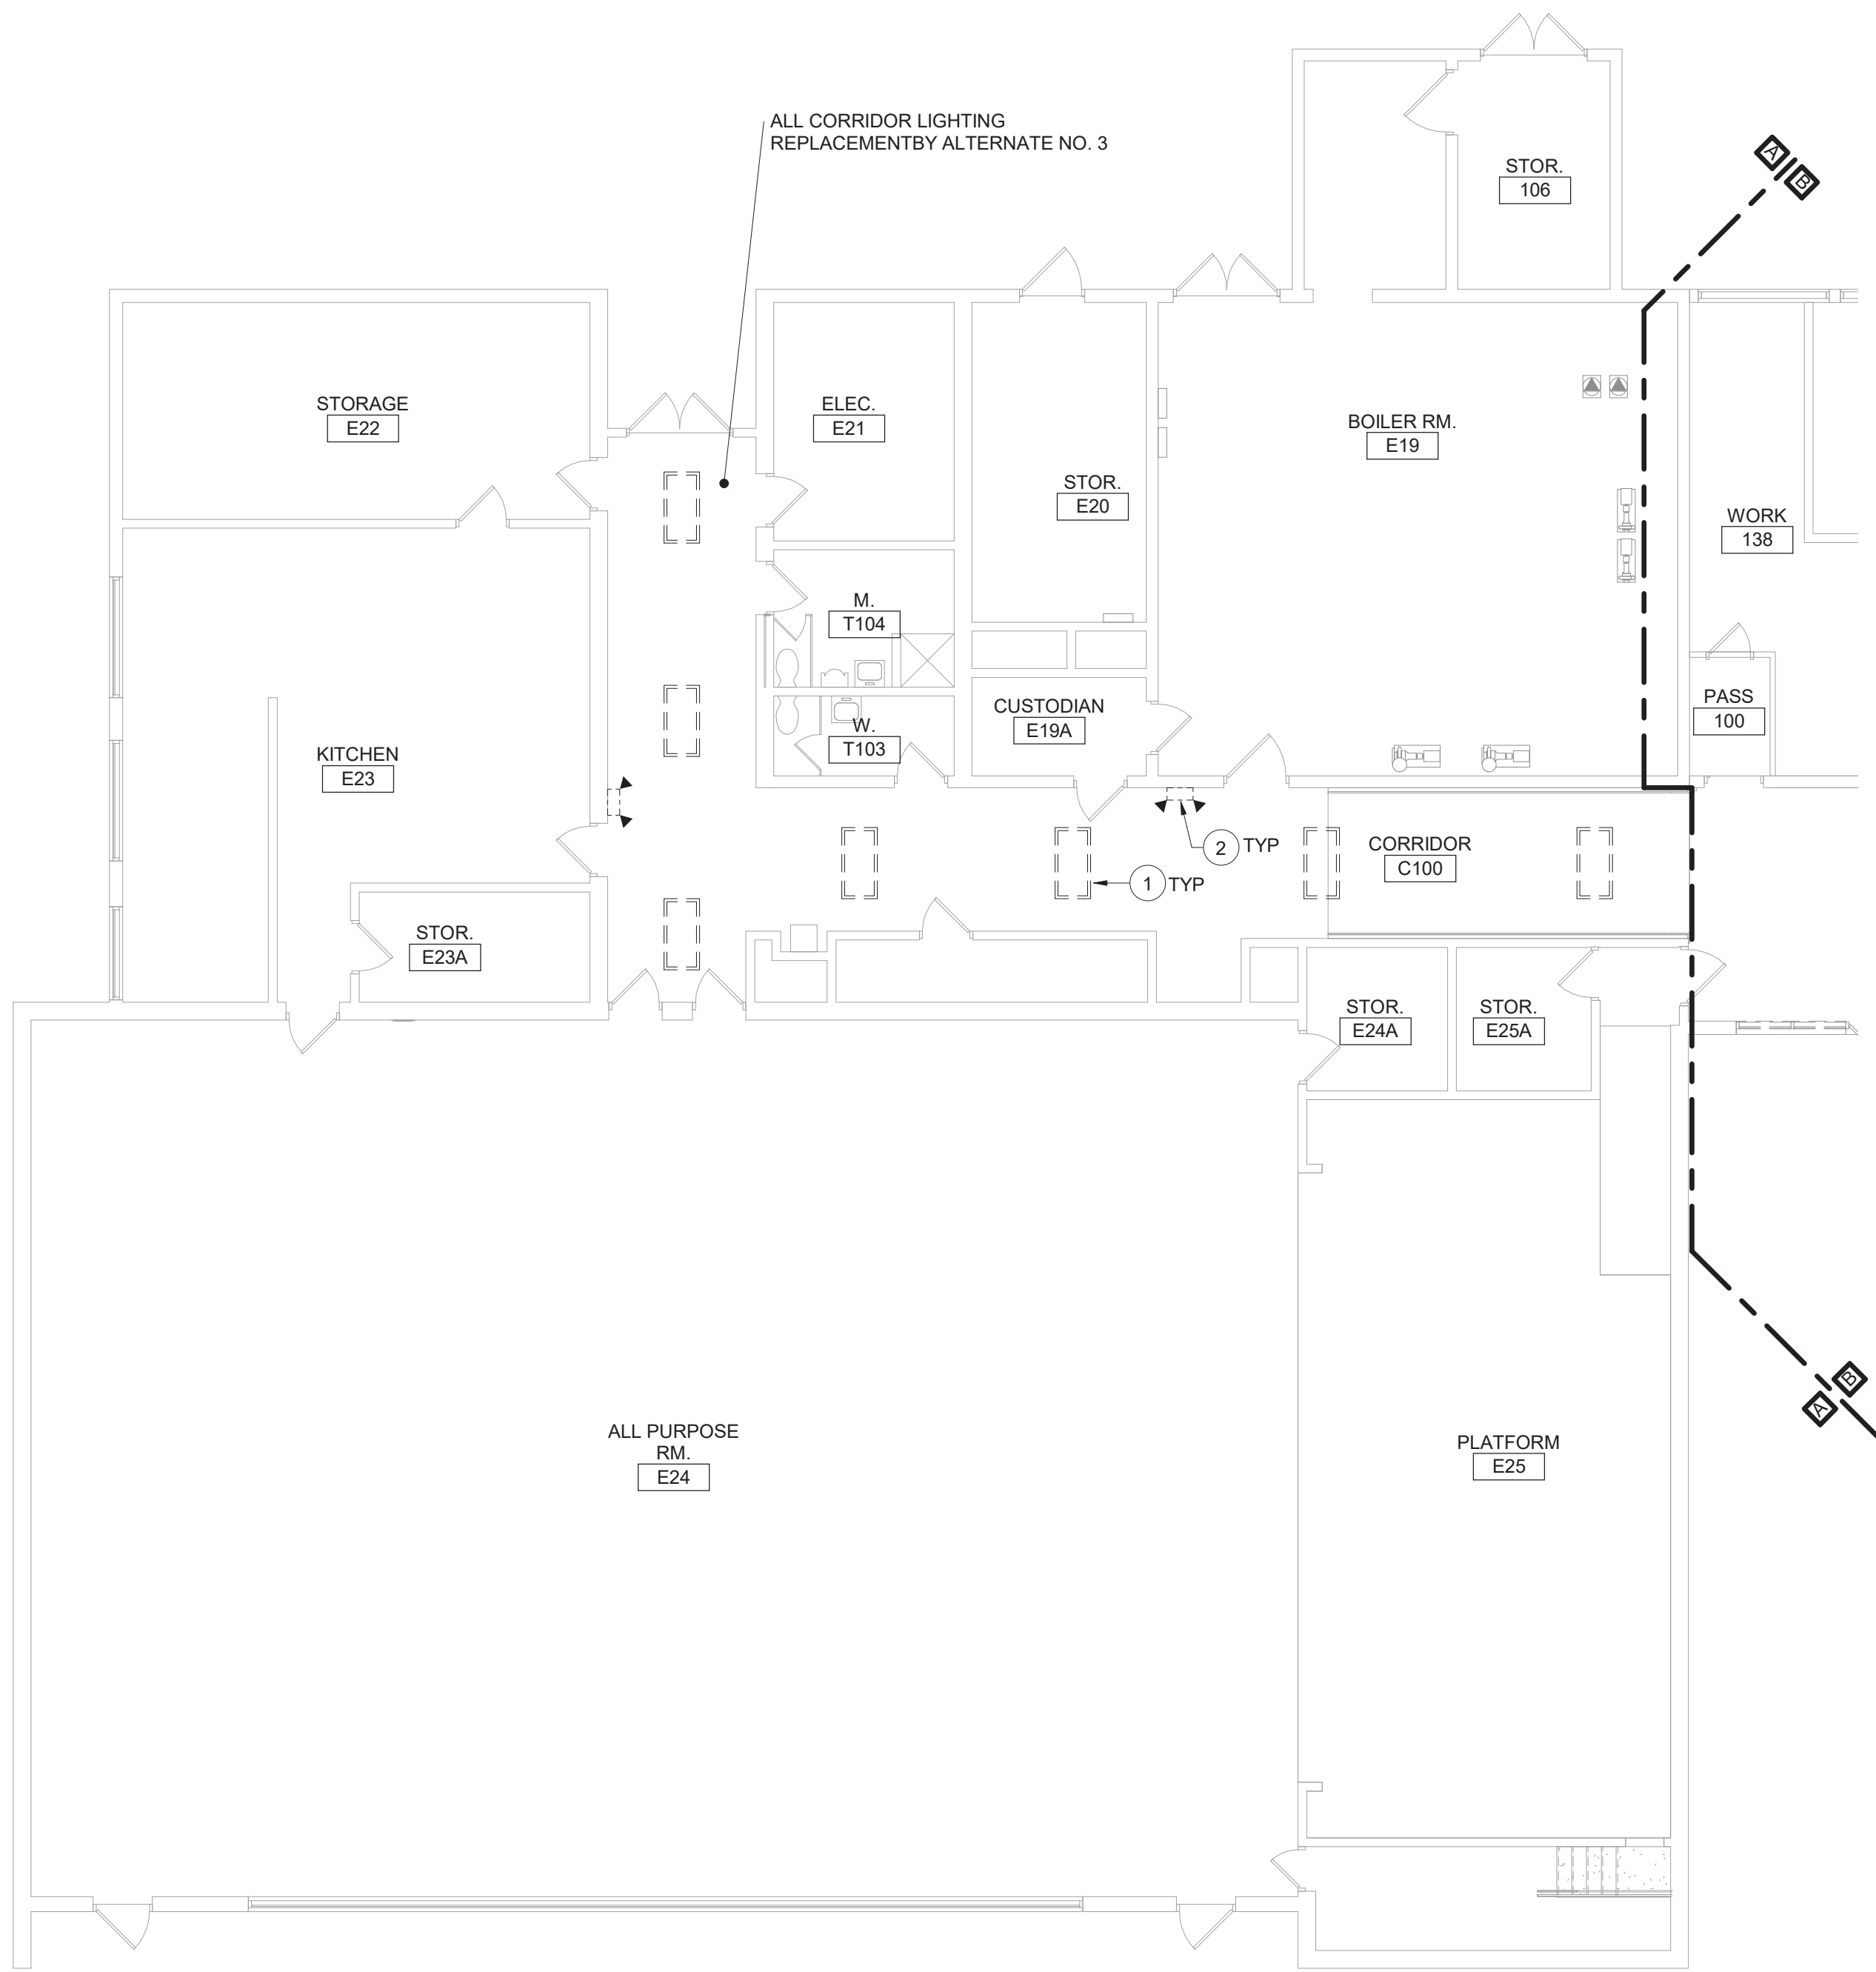 ALL CORRIDOR LIGHTING
REPLACEMENTBY ALTERNATE NO. 3
STOR.
106
A
B
STORAGE
E22
ELEC.
E21
BOILER RM.
E19
STOR.
E20
WORK
138
M.
T104
CUSTODIAN
E19A
PASS
100
W.
T103
KITCHEN
E23
2 TYP
CORRIDOR
C100
1 TYP
STOR.
E23A
STOR.
E24A
STOR.
E25A
B
A
ALL PURPOSE
RM.
E24
PLATFORM
E25